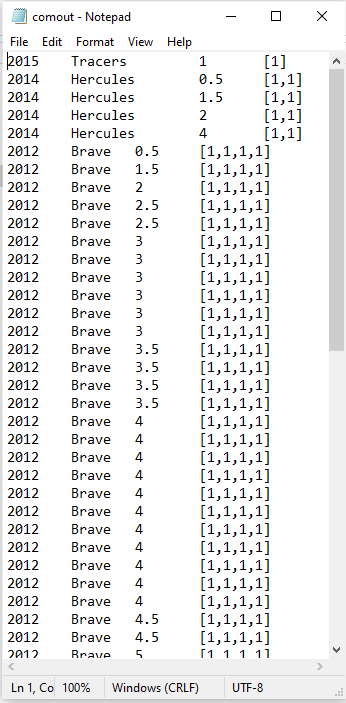 comout - Notepad
File Edit Format View Help
2015 Tracers 1 [1]
2014 Hercules 0.5 [1,1]
2014 Hercules 1.5 [1,1]
2014 Hercules 2 [1,1]
2014 Hercules 4 [1,1]
2012 Brave 0.5 [1,1,1,1]
2012 Brave 1.5 [1,1,1,1]
2012 Brave 2 [1,1,1,1]
2012 Brave 2.5 [1,1,1,1]
2012 Brave 2.5 [1,1,1,1]
2012 Brave 3 [1,1,1,1]
2012 Brave 3 [1,1,1,1]
2012 Brave 3 [1,1,1,1]
2012 Brave 3 [1,1,1,1]
2012 Brave 3 [1,1,1,1]
2012 Brave 3 [1,1,1,1]
2012 Brave 3.5 [1,1,1,1]
2012 Brave 3.5 [1,1,1,1]
2012 Brave 3.5 [1,1,1,1]
2012 Brave 3.5 [1,1,1,1]
2012 Brave 4 [1,1,1,1]
2012 Brave 4 [1,1,1,1]
2012 Brave 4 [1,1,1,1]
2012 Brave 4 [1,1,1,1]
2012 Brave 4 [1,1,1,1]
2012 Brave 4 [1,1,1,1]
2012 Brave 4 [1,1,1,1]
2012 Brave 4 [1,1,1,1]
2012 Brave 4 [1,1,1,1]
2012 Brave 4 [1,1,1,1]
2012 Brave 4 [1,1,1,1]
2012 Brave 4.5 [1,1,1,1]
2012 Brave 4.5 [1,1,1,1]
2012 Brave 5 [1,1,1,1]
Ln 1, Co 100% Windows (CRLF) UTF-8